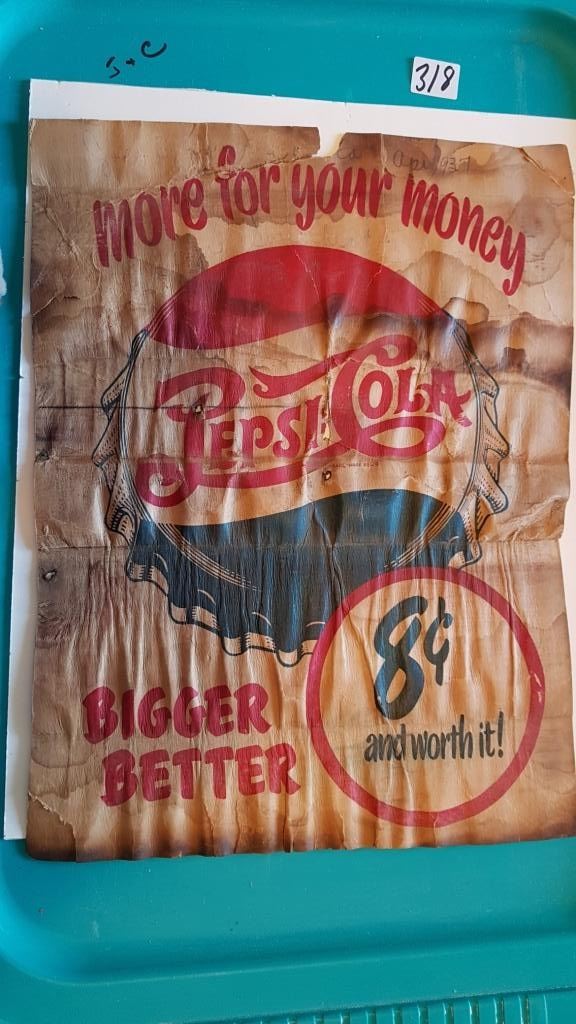 S+C
318
more for your money
PEPSI-COLA
BIGGER
BETTER
8¢
and worth it!